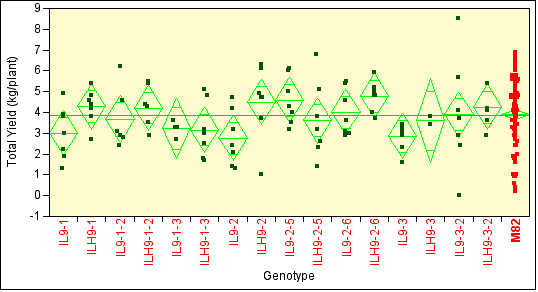 Total Yield (kg/plant)
9
8
7
6
5
4
3
2
1
0
-1
IL9-1
ILH9-1
IL9-1-2
ILH9-1-2
IL9-1-3
ILH9-1-3
IL9-2
ILH9-2
IL9-2-5
ILH9-2-5
IL9-2-6
ILH9-2-6
IL9-3
ILH9-3
IL9-3-2
ILH9-3-2
M82
Genotype